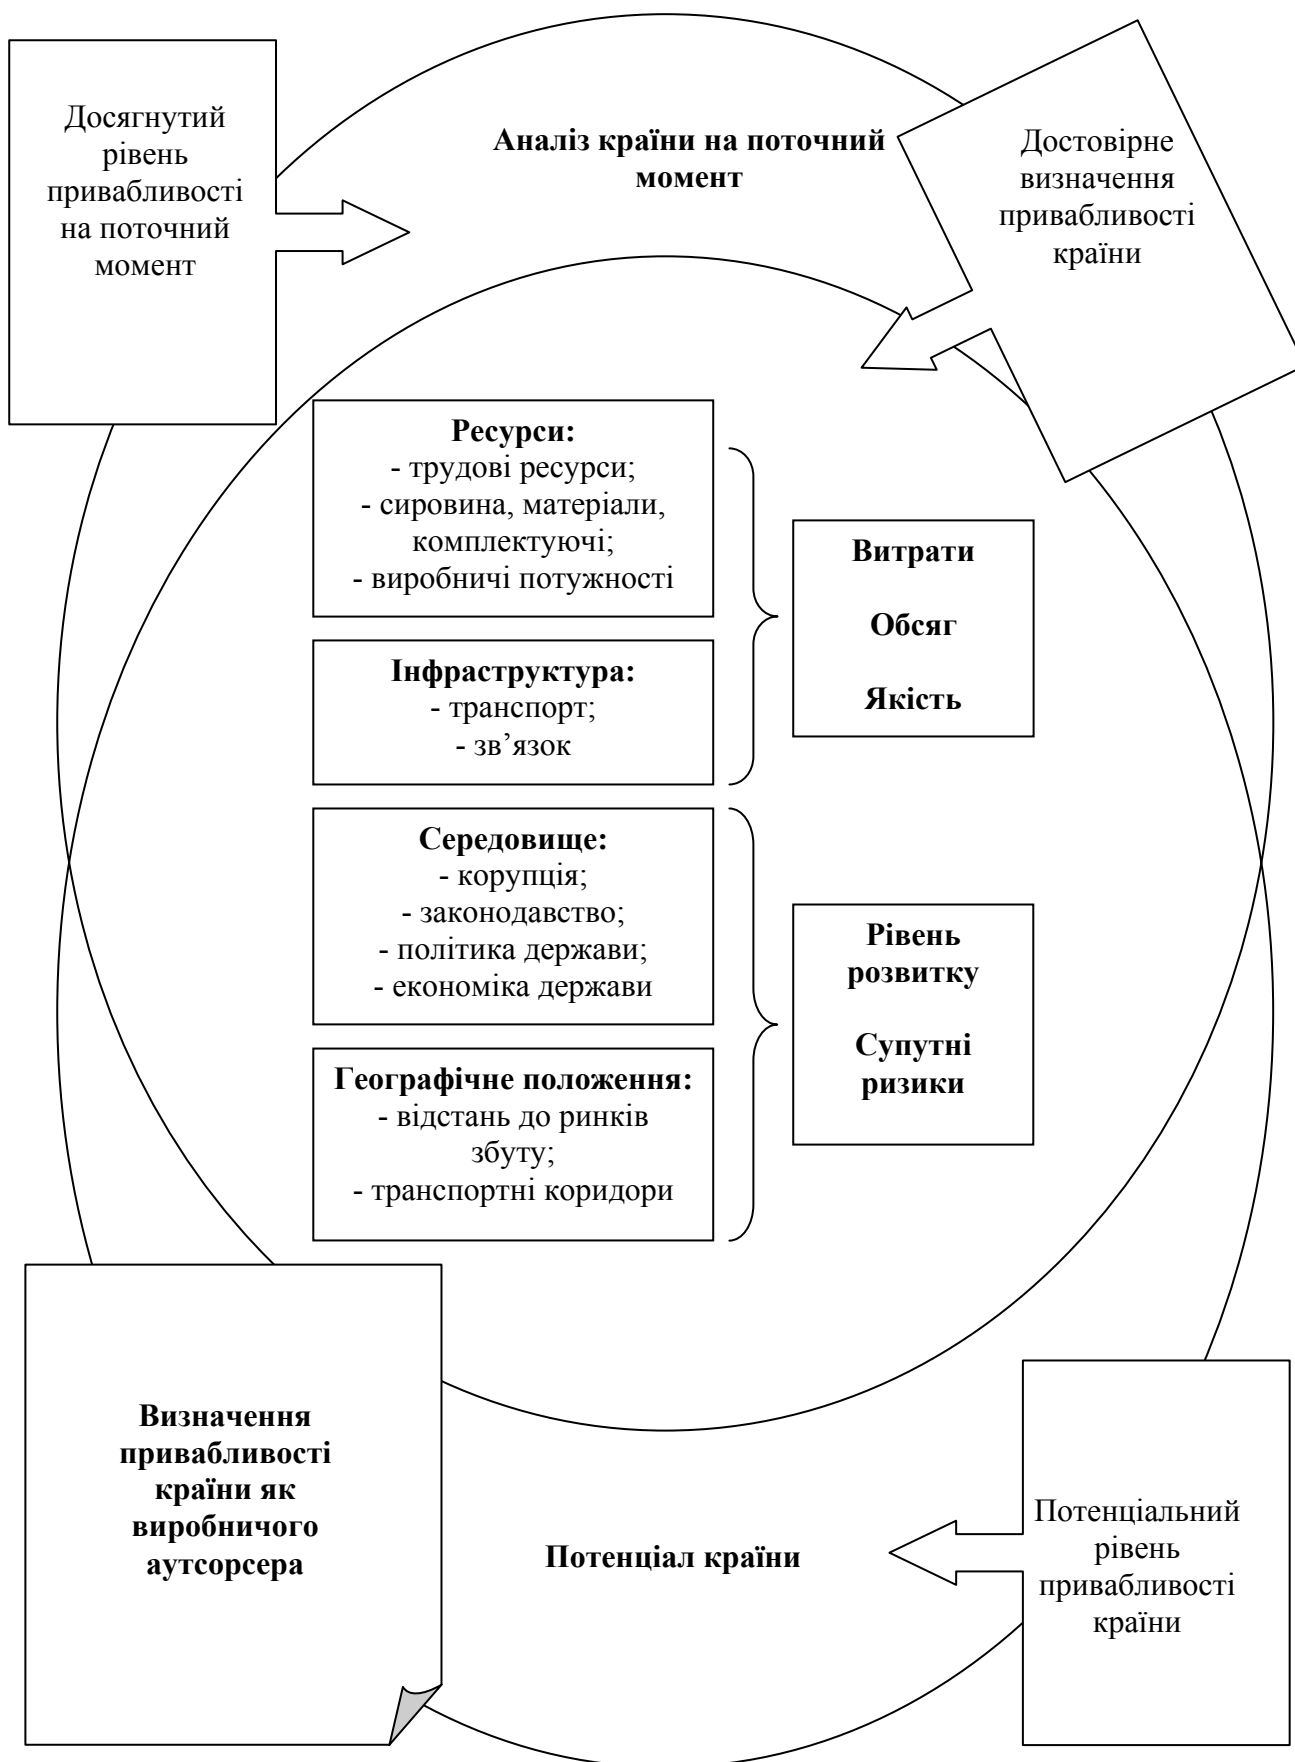 Досягнутий
рівень
привабливості
на поточний
момент
Аналіз країни на поточний
момент
Достовірне
визначення
привабливості
країни
Ресурси:
- трудові ресурси;
- сировина, матеріали,
комплектуючі;
- виробничі потужності
Інфраструктура:
- транспорт;
- зв’язок
Витрати
Обсяг
Якість
Середовище:
- корупція;
- законодавство;
- політика держави;
- економіка держави
Географічне положення:
- відстань до ринків
збуту;
- транспортні коридори
Рівень
розвитку
Супутні
ризики
Визначення
привабливості
країни як
виробничого
аутсорсера
Потенціал країни
Потенціальний
рівень
привабливості
країни